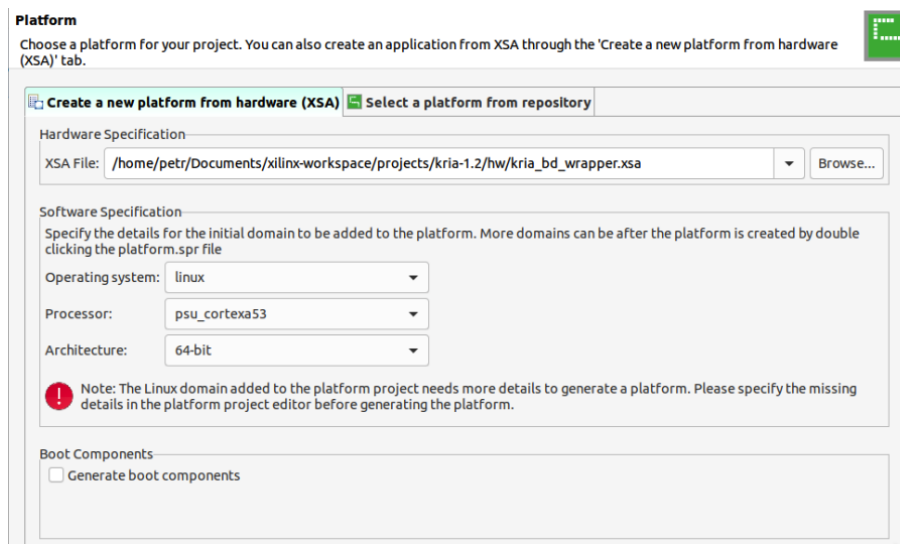 Platform
Choose a platform for your project. You can also create an application from XSA through the 'Create a new platform from hardware
(XSA)' tab.
Create a new platform from hardware (XSA) Select a platform from repository
Hardware Specification
XSA File: /home/petr/Documents/xilinx-workspace/projects/kria-1.2/hw/kria_bd_wrapper.xsa Browse...
Software Specification
Specify the details for the initial domain to be added to the platform. More domains can be after the platform is created by double
clicking the platform.spr file
Operating system: linux
Processor: psu_cortexa53
Architecture: 64-bit
Note: The Linux domain added to the platform project needs more details to generate a platform. Please specify the missing
details in the platform project editor before generating the platform.
Boot Components
Generate boot components